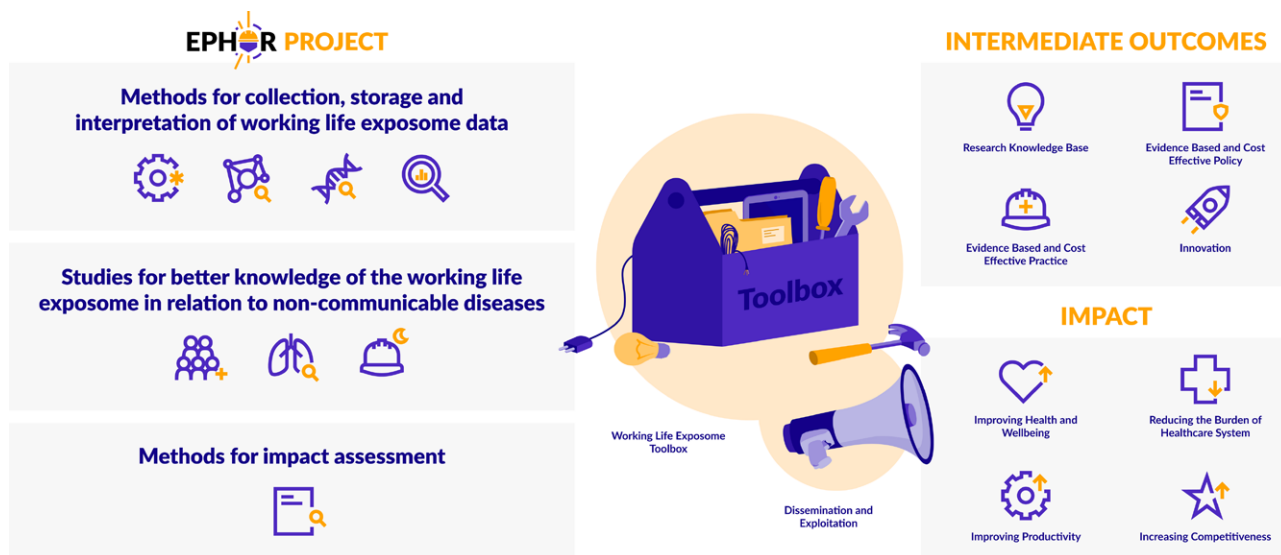 EPHOR PROJECT
Methods for collection, storage and
interpretation of working life exposome data
Studies for better knowledge of the working life
exposome in relation to non-communicable diseases
Methods for impact assessment
Toolbox
Working Life Exposome
Toolbox
Dissemination and
Exploitation
INTERMEDIATE OUTCOMES
Research Knowledge Base
Evidence Based and Cost
Effective Policy
Evidence Based and Cost
Effective Practice
Innovation
IMPACT
Improving Health and
Wellbeing
Reducing the Burden of
Healthcare System
Improving Productivity
Increasing Competitiveness